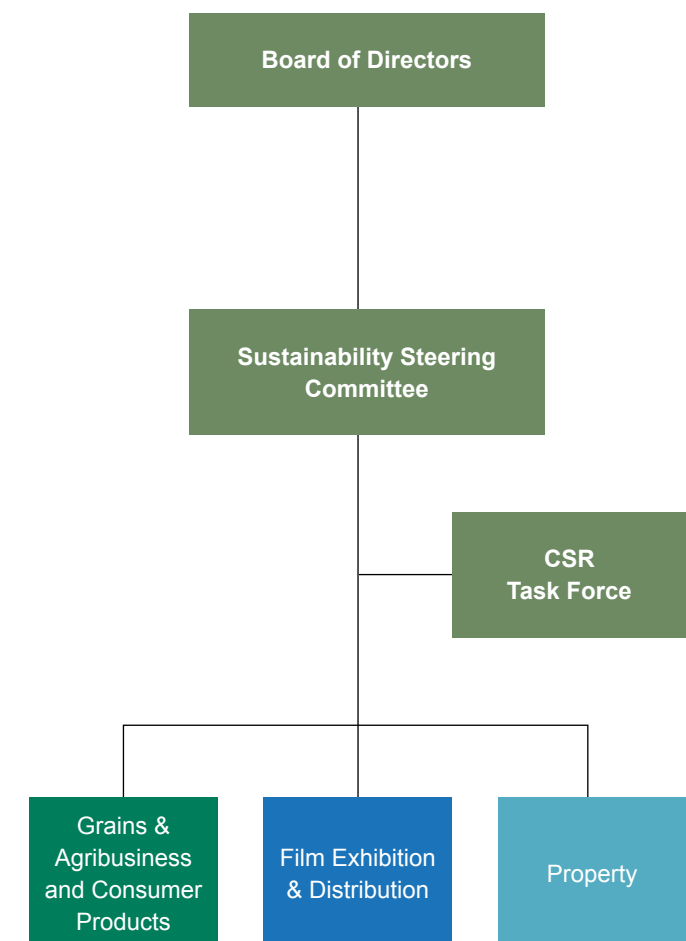 Board of Directors
Sustainability Steering
Committee
CSR
Task Force
Grains &
Agribusiness
and Consumer
Products
Film Exhibition
& Distribution
Property